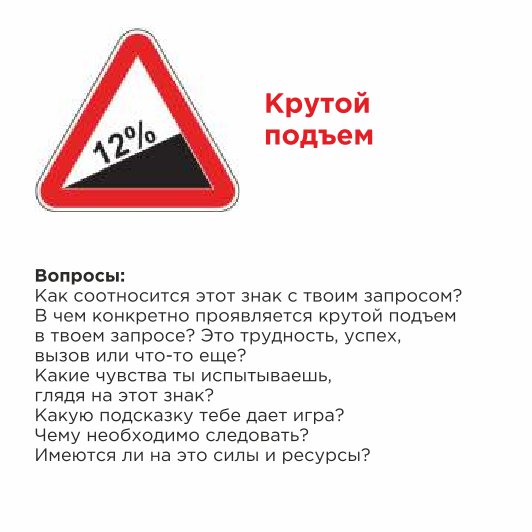 12%
Крутой
подъем
Вопросы:
Как соотносится этот знак с твоим запросом?
В чем конкретно проявляется крутой подъем
в твоем запросе? Это трудность, успех,
вызов или что-то еще?
Какие чувства ты испытываешь,
глядя на этот знак?
Какую подсказку тебе дает игра?
Чему необходимо следовать?
Имеются ли на это силы и ресурсы?